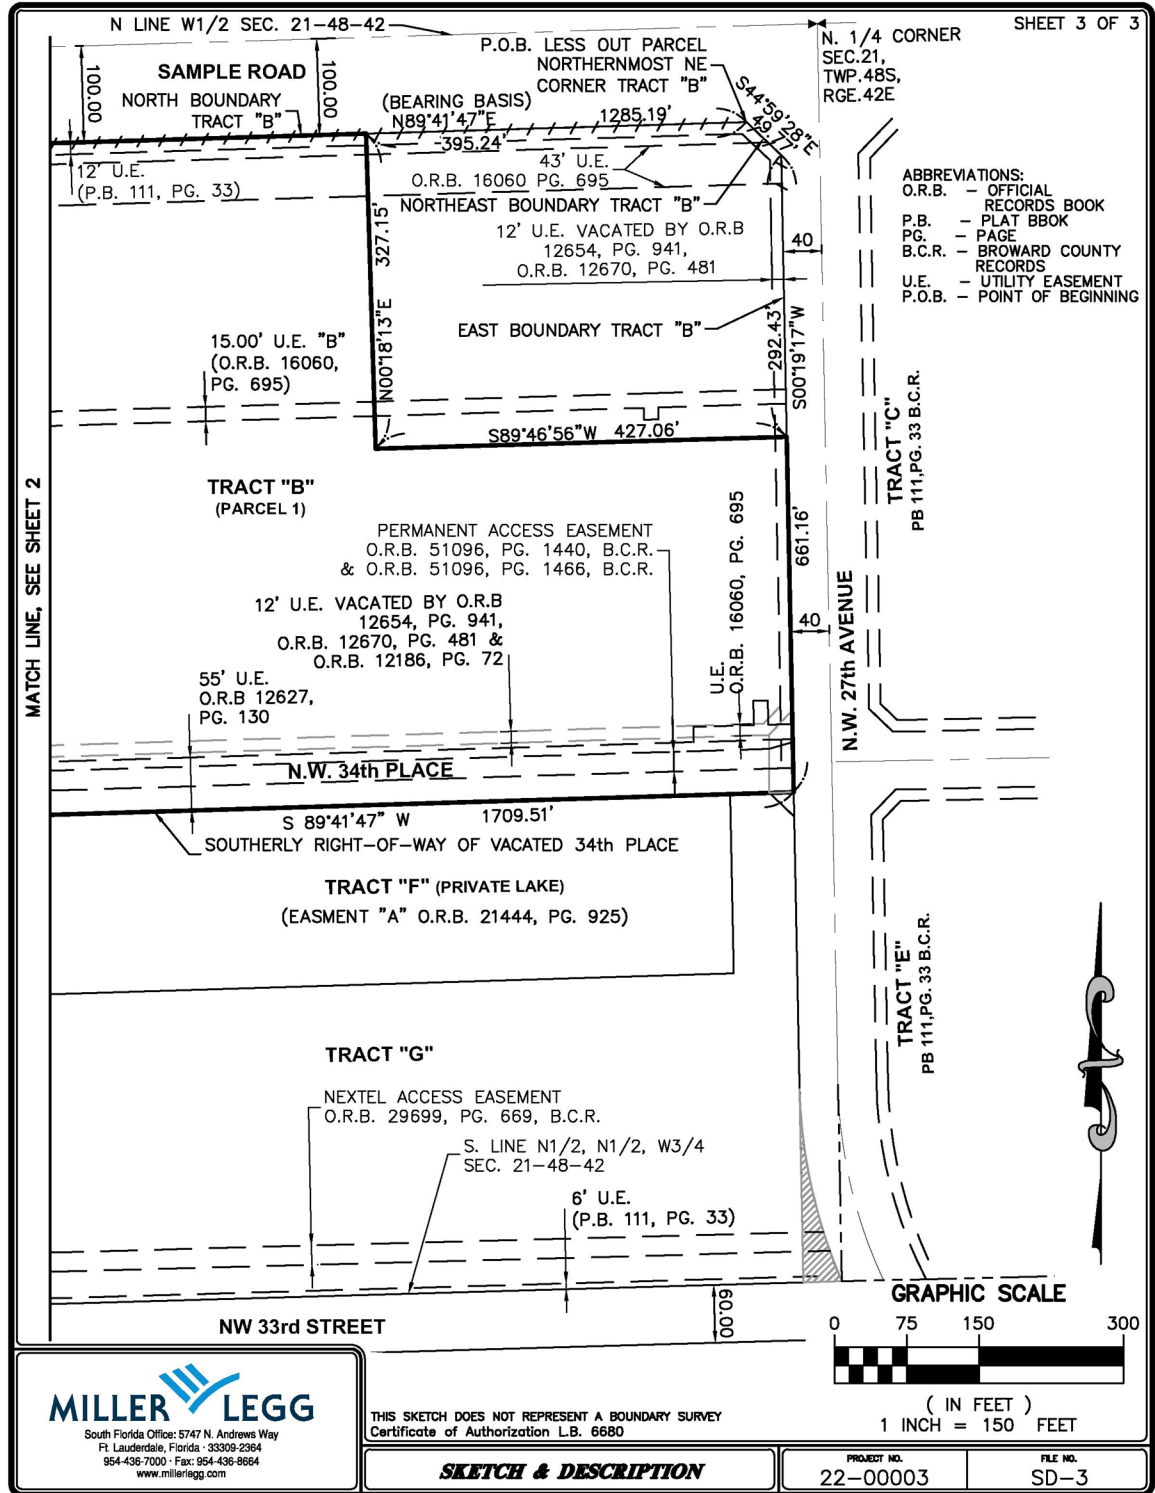 N LINE W1/2 SEC. 21-48-42
SHEET 3 OF 3
N. 1/4 CORNER
SEC.21,
TWP.48S,
RGE.42E
P.O.B. LESS OUT PARCEL
NORTHERNMOST NE
CORNER TRACT "B"
100.00
SAMPLE ROAD
100.00
NORTH BOUNDARY
TRACT "B"
(BEARING BASIS)
N89°41'47"E
1285.19'
395.24'
S44°59'28"E
49.77'
12' U.E.
(P.B. 111, PG. 33)
43' U.E.
O.R.B. 16060 PG. 695
NORTHEAST BOUNDARY TRACT "B"
12' U.E. VACATED BY O.R.B
12654, PG. 941,
O.R.B. 12670, PG. 481
40
ABBREVIATIONS:
O.R.B. - OFFICIAL
RECORDS BOOK
P.B. - PLAT BBOK
PG. - PAGE
B.C.R. - BROWARD COUNTY
RECORDS
U.E. - UTILITY EASEMENT
P.O.B. - POINT OF BEGINNING
327.15'
N00°18'13"E
EAST BOUNDARY TRACT "B"
292.43'
S00°19'17"W
15.00' U.E. "B"
(O.R.B. 16060,
PG. 695)
S89°46'56"W 427.06'
TRACT "C"
PB 111,PG. 33 B.C.R.
MATCH LINE, SEE SHEET 2
TRACT "B"
(PARCEL 1)
PERMANENT ACCESS EASEMENT
O.R.B. 51096, PG. 1440, B.C.R.
& O.R.B. 51096, PG. 1466, B.C.R.
U.E.
O.R.B. 16060, PG. 695
661.16'
40
N.W. 27th AVENUE
12' U.E. VACATED BY O.R.B
12654, PG. 941,
O.R.B. 12670, PG. 481 &
O.R.B. 12186, PG. 72
55' U.E.
O.R.B 12627,
PG. 130
N.W. 34th PLACE
S 89°41'47" W 1709.51'
SOUTHERLY RIGHT-OF-WAY OF VACATED 34th PLACE
TRACT "F" (PRIVATE LAKE)
(EASMENT "A" O.R.B. 21444, PG. 925)
TRACT "E"
PB 111,PG. 33 B.C.R.
TRACT "G"
NEXTEL ACCESS EASEMENT
O.R.B. 29699, PG. 669, B.C.R.
S. LINE N1/2, N1/2, W3/4
SEC. 21-48-42
6' U.E.
(P.B. 111, PG. 33)
60.00
NW 33rd STREET
GRAPHIC SCALE
0 75 150 300
( IN FEET )
1 INCH = 150 FEET
MILLER LEGG
South Florida Office: 5747 N. Andrews Way
Ft. Lauderdale, Florida · 33309-2364
954-436-7000 · Fax: 954-436-8664
www.millerlegg.com
THIS SKETCH DOES NOT REPRESENT A BOUNDARY SURVEY
Certificate of Authorization L.B. 6680
SKETCH & DESCRIPTION
PROJECT NO.
22-00003
FILE NO.
SD-3